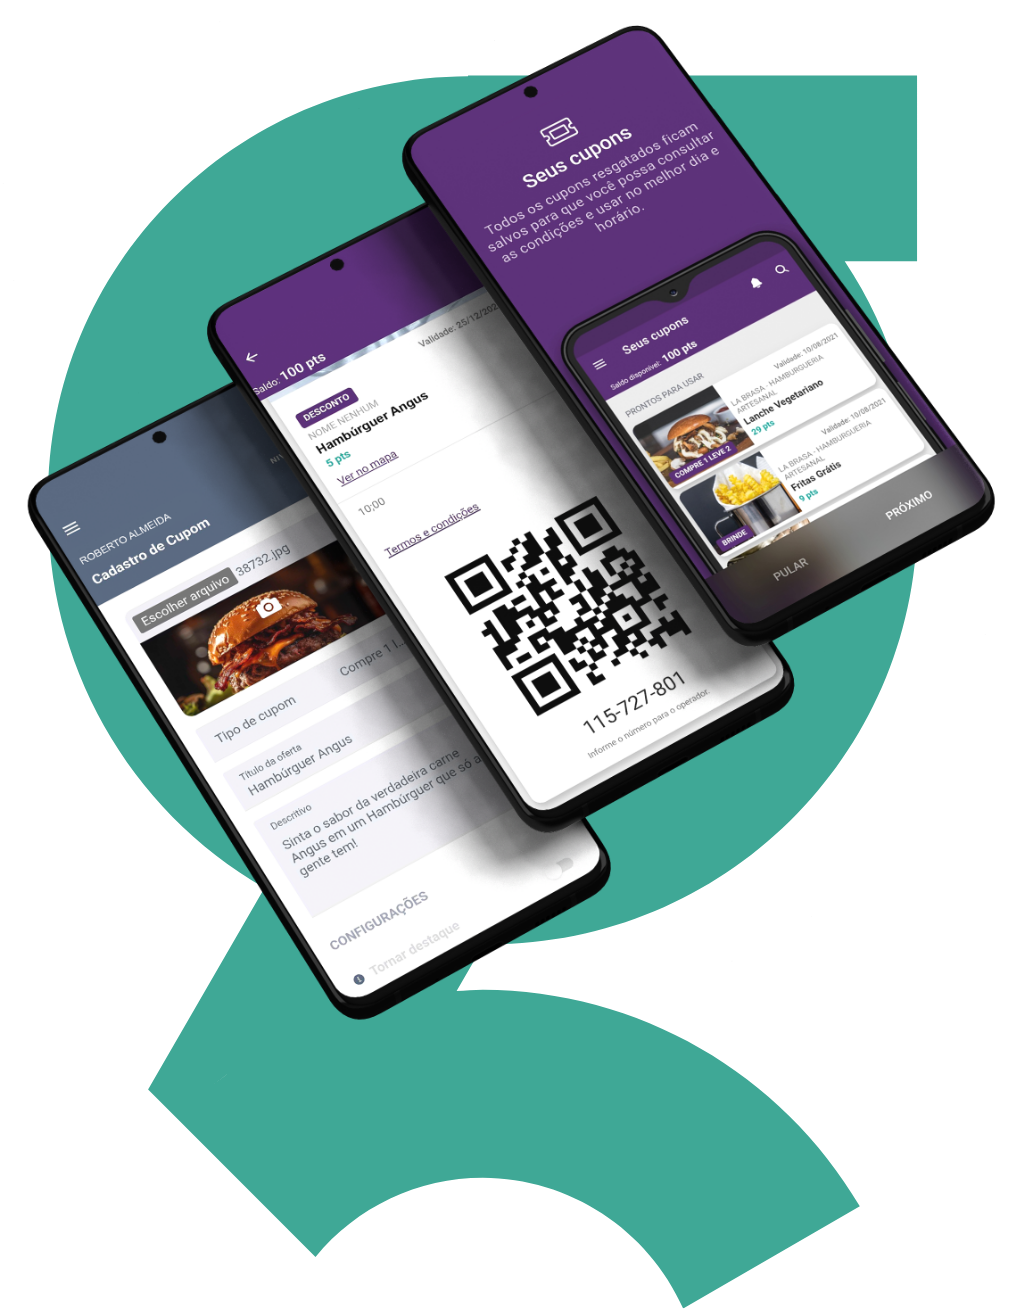 Seus cupons
Todos os cupons resgatados ficam
salvos para que você possa consultar
as condições e usar no melhor dia e
horário.
Seus cupons
Saldo disponível: 100 pts
PRONTOS PARA USAR
Validade: 10/08/2021
LA BRASA - HAMBURGUERIA
ARTESANAL
Lanche Vegetariano
29 pts
COMPRE 1 LEVE 2
Validade: 10/08/2021
LA BRASA - HAMBURGUERIA
ARTESANAL
Fritas Grátis
9 pts
BRINDE
PULAR
PRÓXIMO
Saldo: 100 pts
Validade: 25/12/202
DESCONTO
NOME NENHUM
Hambúrguer Angus
5 pts
Ver no mapa
10:00
Termos e condições
115-727-801
Informe o número para o operador.
ROBERTO ALMEIDA
Cadastro de Cupom
Escolher arquivo 38732.jpg
Tipo de cupom
Compre 1 l...
Título da oferta
Hambúrguer Angus
Descritivo
Sinta o sabor da verdadeira carne
Angus em um Hambúrguer que só a
gente tem!
CONFIGURAÇÕES
Tornar destaque